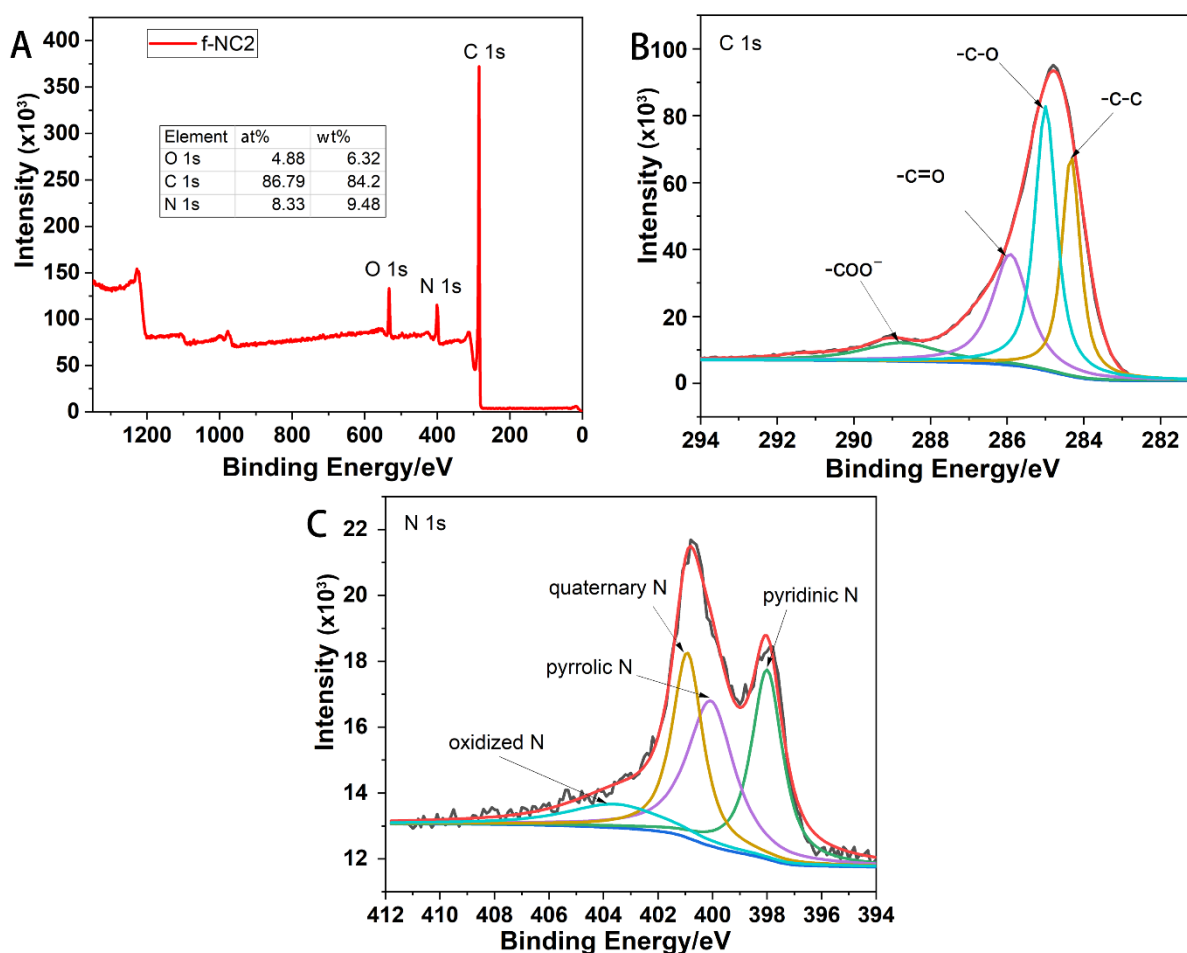 A
f-NC2
C 1s
O 1s
N 1s
Element at% wt%
O 1s 4.88 6.32
C 1s 86.79 84.2
N 1s 8.33 9.48
400
350
300
250
200
150
100
50
0
Intensity (x10³)
1200 1000 800 600 400 200 0
Binding Energy/eV
B
C 1s
-C-O
-C-C
-C=O
-COO⁻
100
80
60
40
20
0
Intensity (x10³)
294 292 290 288 286 284 282
Binding Energy/eV
C
N 1s
quaternary N
pyridinic N
pyrrolic N
oxidized N
22
21
20
18
16
14
13
12
Intensity (x10³)
412 410 408 406 404 402 400 398 396 394
Binding Energy/eV